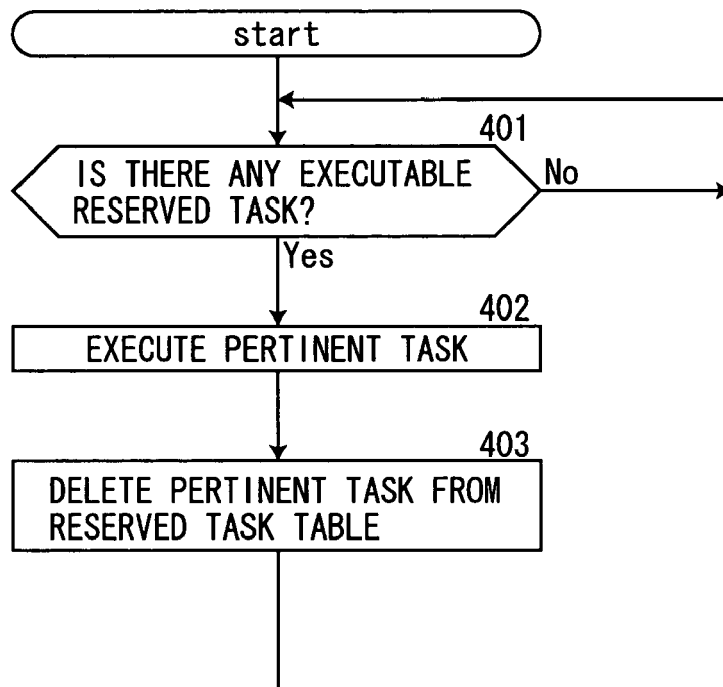 start
401
IS THERE ANY EXECUTABLE
RESERVED TASK?
No
Yes
402
EXECUTE PERTINENT TASK
403
DELETE PERTINENT TASK FROM
RESERVED TASK TABLE